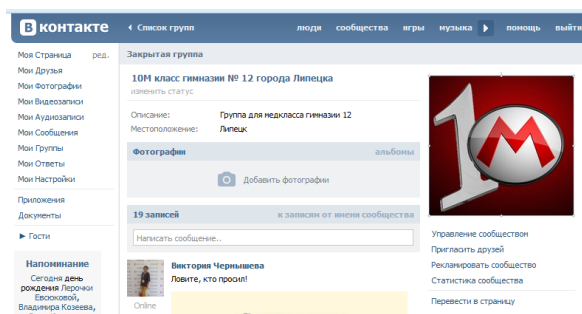 В контакте
Список групп люди сообщества игры музыка помощь выйти
Моя Страница ред.
Мои Друзья
Мои Фотографии
Мои Видеозаписи
Мои Аудиозаписи
Мои Сообщения
Мои Группы
Мои Ответы
Мои Настройки
Приложения
Документы
Гости
Напоминание
Сегодня день
рождения Лерочки
Евсюковой,
Владимира Козеева,
Закрытая группа
10М класс гимназии № 12 города Липецка
изменить статус
Описание: Группа для медкласса гимназии 12
Местоположение: Липецк
Фотографии альбомы
Добавить фотографии
19 записей к записям от имени сообщества
Написать сообщение..
Виктория Чернышева
Ловите, кто просил!
Online
10
М
Управление сообществом
Пригласить друзей
Рекламировать сообщество
Статистика сообщества
Перевести в страницу